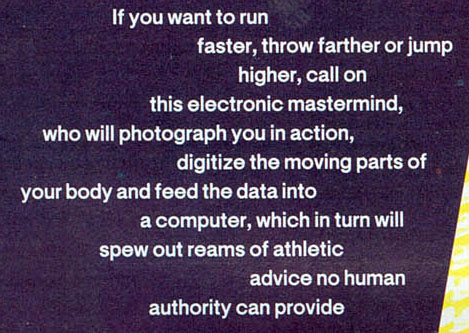 If you want to run
faster, throw farther or jump
higher, call on
this electronic mastermind,
who will photograph you in action,
digitize the moving parts of
your body and feed the data into
a computer, which in turn will
spew out reams of athletic
advice no human
authority can provide